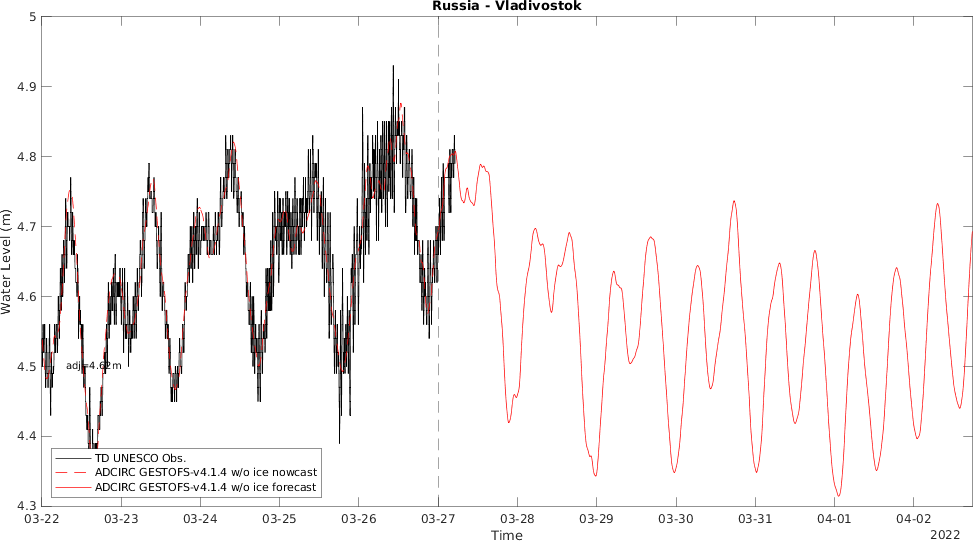 Russia - Vladivostok
Water Level (m)
5
4.9
4.8
4.7
4.6
4.5
4.4
4.3
adj=4.62m
TD UNESCO Obs.
ADCIRC GESTOFS-v4.1.4 w/o ice nowcast
ADCIRC GESTOFS-v4.1.4 w/o ice forecast
03-22 03-23 03-24 03-25 03-26 03-27 03-28 03-29 03-30 03-31 04-01 04-02
Time
2022